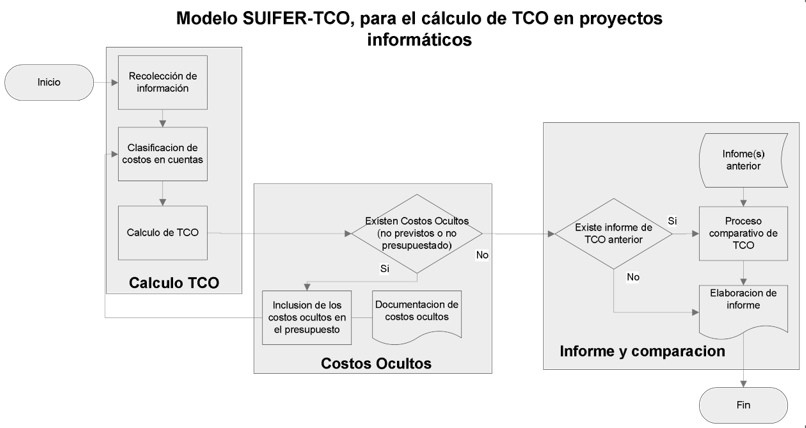 Modelo SUIFER-TCO, para el cálculo de TCO en proyectos
informáticos
Inicio
Recolección de
información
Clasificacion de
costos en cuentas
Calculo de TCO
Calculo TCO
Existen Costos Ocultos
(no previstos o no
presupuestado)
No
Si
Inclusion de los
costos ocultos en
el presupuesto
Documentacion de
costos ocultos
Costos Ocultos
Existe informe de
TCO anterior
Si
No
Infome(s)
anterior
Proceso
comparativo de
TCO
Elaboracion de
informe
Informe y comparacion
Fin